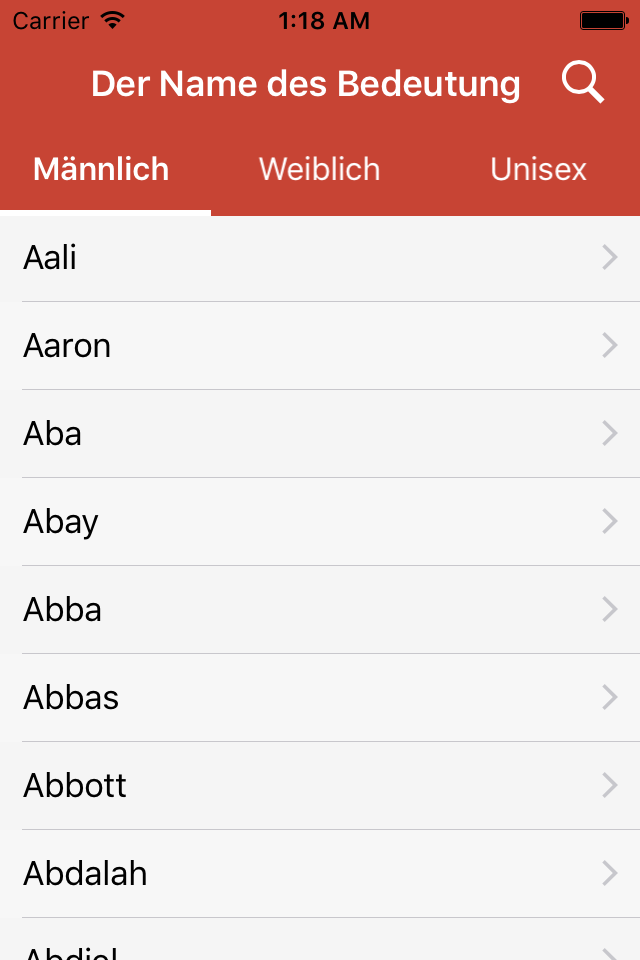 Carrier 1:18 AM
Der Name des Bedeutung
Männlich Weiblich Unisex
Aali
Aaron
Aba
Abay
Abba
Abbas
Abbott
Abdalah
Abdiel